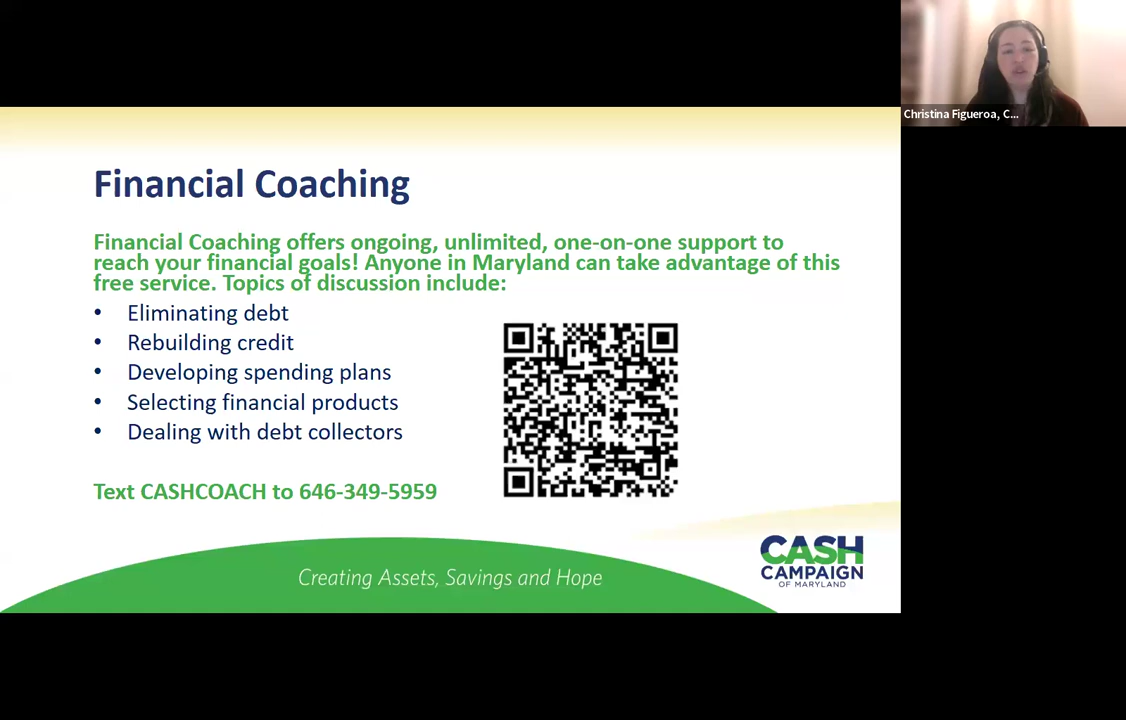 Christina Figueroa, C...
Financial Coaching
Financial Coaching offers ongoing, unlimited, one-on-one support to
reach your financial goals! Anyone in Maryland can take advantage of this
free service. Topics of discussion include:
• Eliminating debt
• Rebuilding credit
• Developing spending plans
• Selecting financial products
• Dealing with debt collectors
Text CASHCOACH to 646-349-5959
Creating Assets, Savings and Hope
CASH
CAMPAIGN
OF MARYLAND